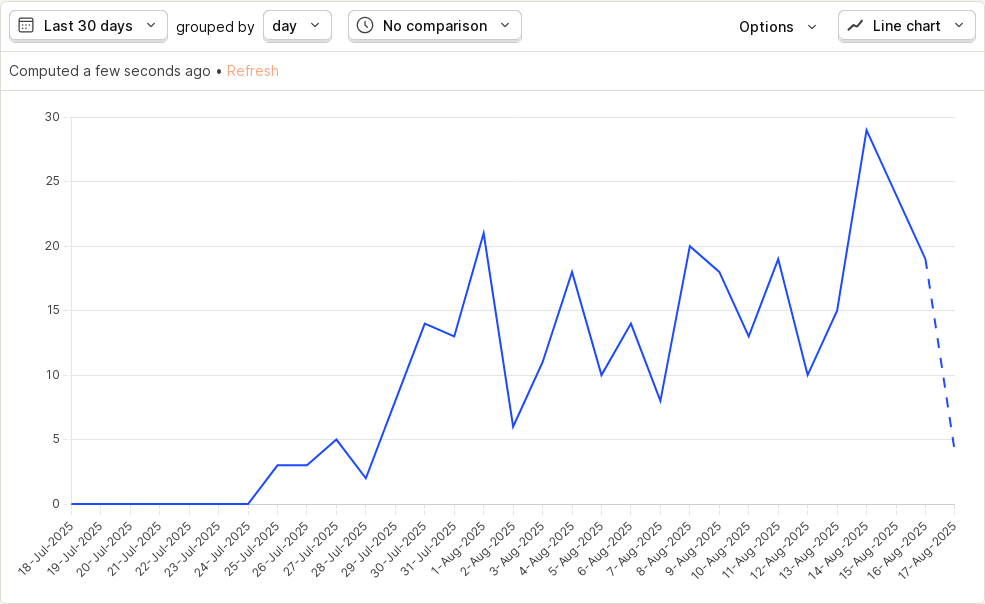 Last 30 days grouped by day No comparison Options Line chart
Computed a few seconds ago • Refresh
30
25
20
15
10
5
0
18-Jul-2025
19-Jul-2025
20-Jul-2025
21-Jul-2025
22-Jul-2025
23-Jul-2025
24-Jul-2025
25-Jul-2025
26-Jul-2025
27-Jul-2025
28-Jul-2025
29-Jul-2025
30-Jul-2025
31-Jul-2025
1-Aug-2025
2-Aug-2025
3-Aug-2025
4-Aug-2025
5-Aug-2025
6-Aug-2025
7-Aug-2025
8-Aug-2025
9-Aug-2025
10-Aug-2025
11-Aug-2025
12-Aug-2025
13-Aug-2025
14-Aug-2025
15-Aug-2025
16-Aug-2025
17-Aug-2025